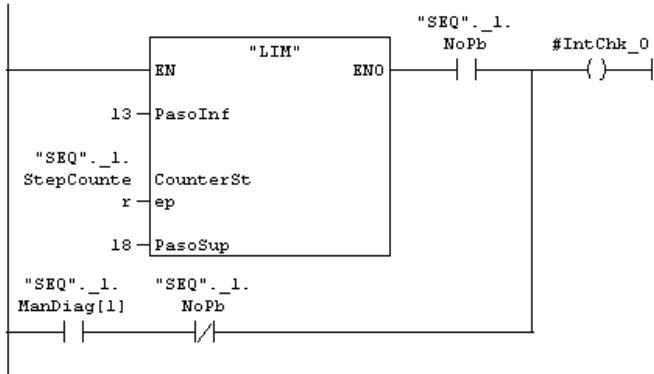 "SEQ"._1.
NoPb
#IntChk_0
"LIM"
EN
ENO
13
PasoInf
"SEQ"._1.
StepCounte
r
CounterSt
ep
18
PasoSup
"SEQ"._1.
ManDiag[1]
"SEQ"._1.
NoPb